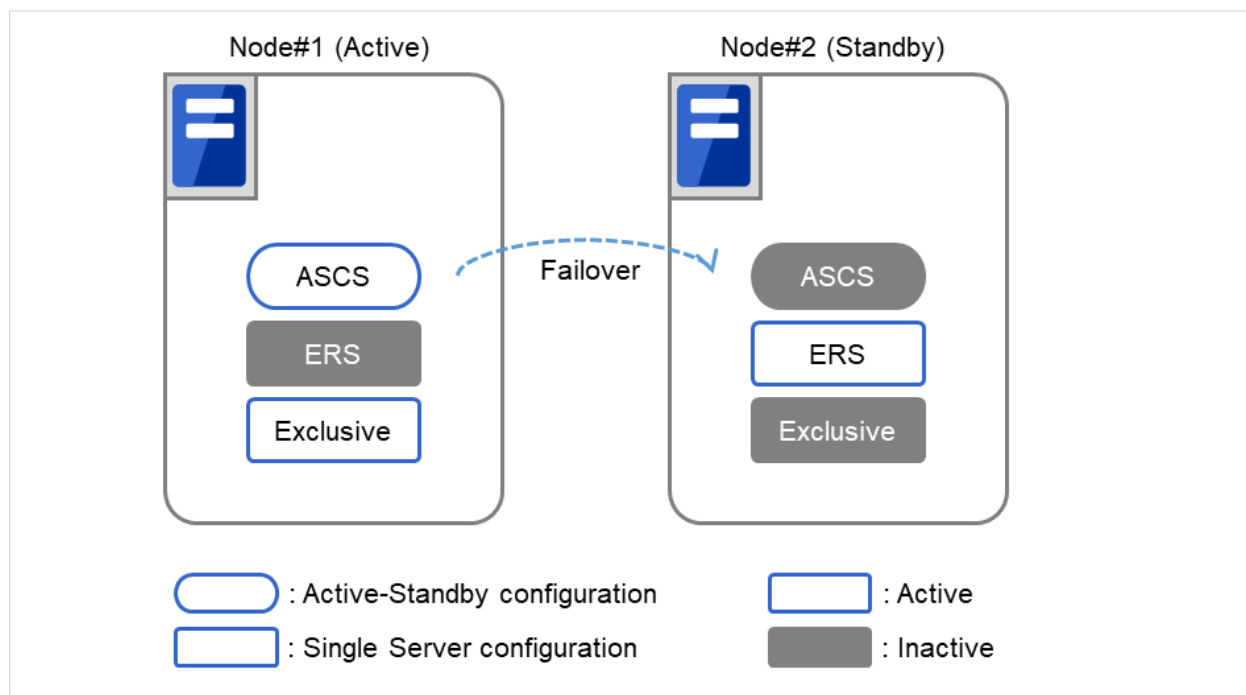 Node#1 (Active)
Node#2 (Standby)
ASCS
Failover
ASCS
ERS
ERS
Exclusive
Exclusive
: Active-Standby configuration
: Active
: Single Server configuration
: Inactive